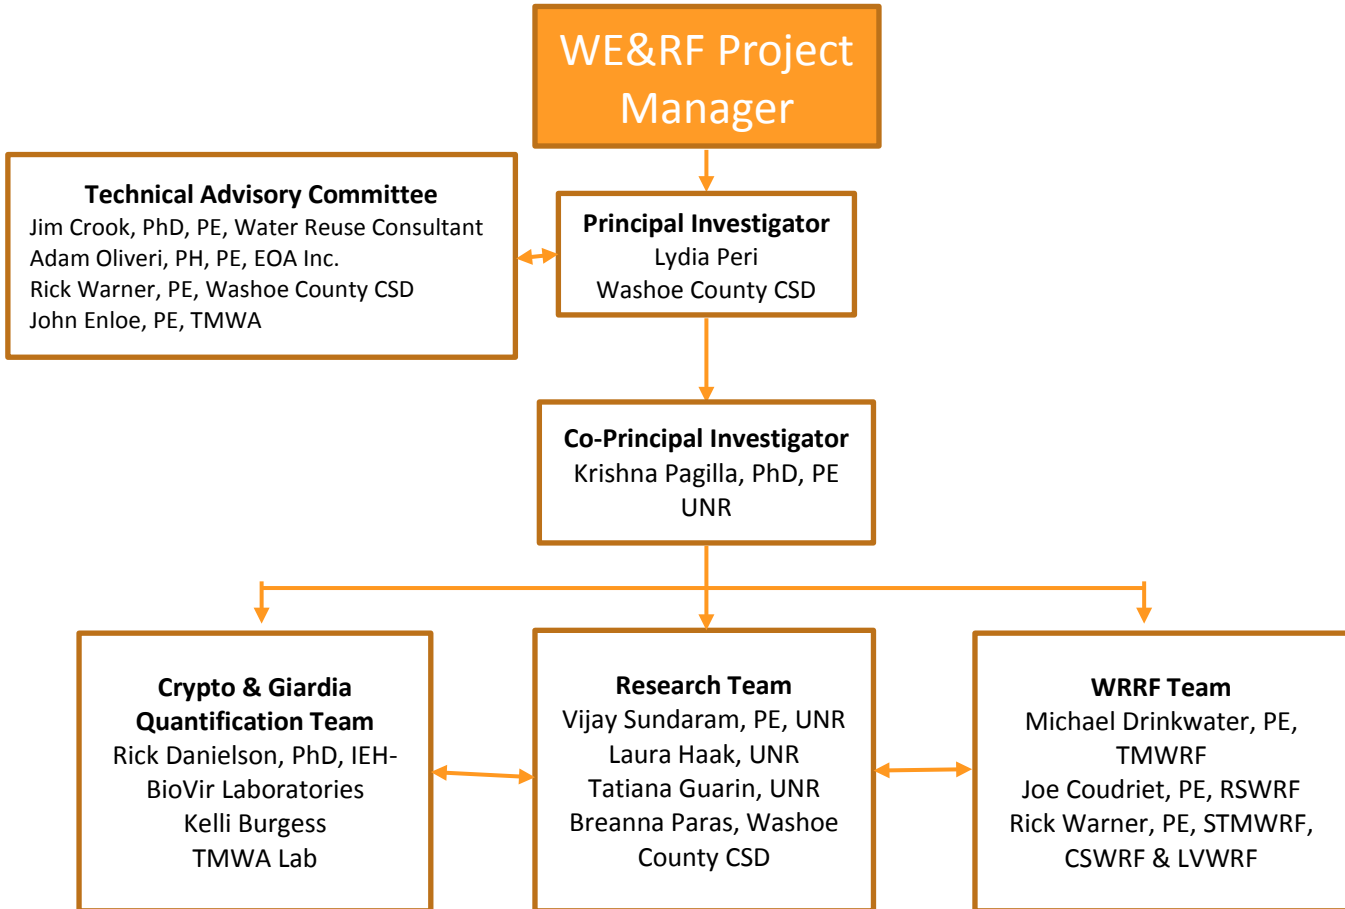 WE&RF Project
Manager
Technical Advisory Committee
Jim Crook, PhD, PE, Water Reuse Consultant
Adam Oliveri, PH, PE, EOA Inc.
Rick Warner, PE, Washoe County CSD
John Enloe, PE, TMWA
Principal Investigator
Lydia Peri
Washoe County CSD
Co-Principal Investigator
Krishna Pagilla, PhD, PE
UNR
Crypto & Giardia
Quantification Team
Rick Danielson, PhD, IEH-
BioVir Laboratories
Kelli Burgess
TMWA Lab
Research Team
Vijay Sundaram, PE, UNR
Laura Haak, UNR
Tatiana Guarin, UNR
Breanna Paras, Washoe
County CSD
WRRF Team
Michael Drinkwater, PE,
TMWRF
Joe Coudriet, PE, RSWRF
Rick Warner, PE, STMWRF,
CSWRF & LVWRF